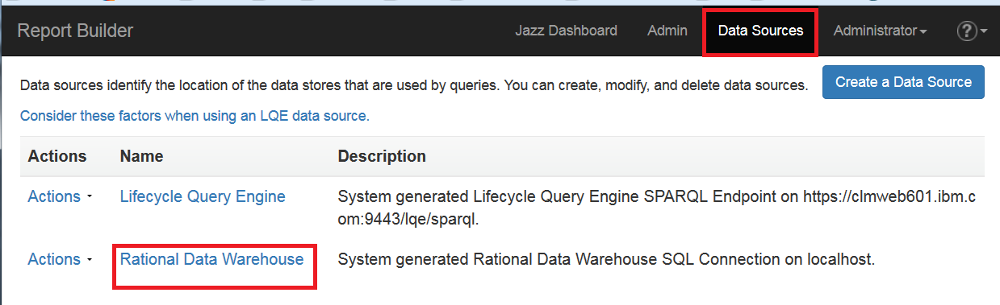 Report Builder Jazz Dashboard Admin Data Sources Administrator ?
Data sources identify the location of the data stores that are used by queries. You can create, modify, and delete data sources. Create a Data Source
Consider these factors when using an LQE data source.
Actions Name Description
Actions Lifecycle Query Engine System generated Lifecycle Query Engine SPARQL Endpoint on https://clmweb601.ibm.c
om:9443/lqe/sparql.
Actions Rational Data Warehouse System generated Rational Data Warehouse SQL Connection on localhost.